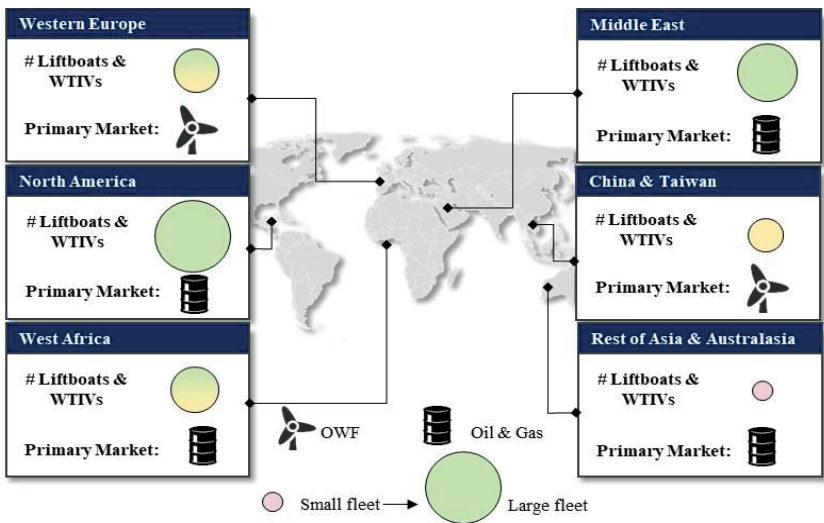 Western Europe
# Liftboats &
WTIVs
Primary Market:
North America
# Liftboats &
WTIVs
Primary Market:
West Africa
# Liftboats &
WTIVs
Primary Market:
Middle East
# Liftboats &
WTIVs
Primary Market:
China & Taiwan
# Liftboats &
WTIVs
Primary Market:
Rest of Asia & Australasia
# Liftboats &
WTIVs
Primary Market:
OWF
Oil & Gas
Small fleet
Large fleet